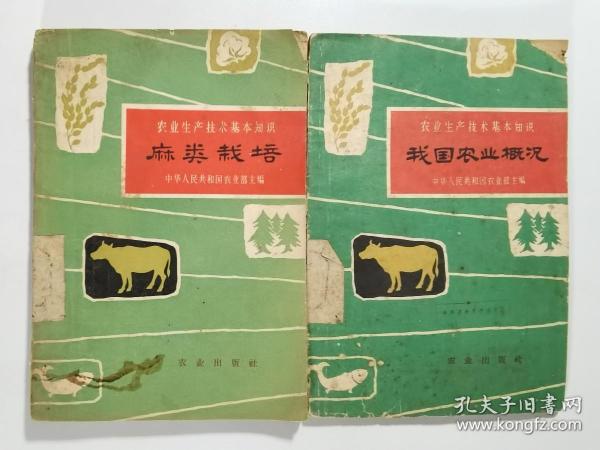 农业生产技术基本知识
麻类栽培
中华人民共和国农业部主编
农业出版社
农业生产技术基本知识
我国农业概况
中华人民共和国农业部主编
农业出版社
孔夫子旧书网
www.kongfz.com